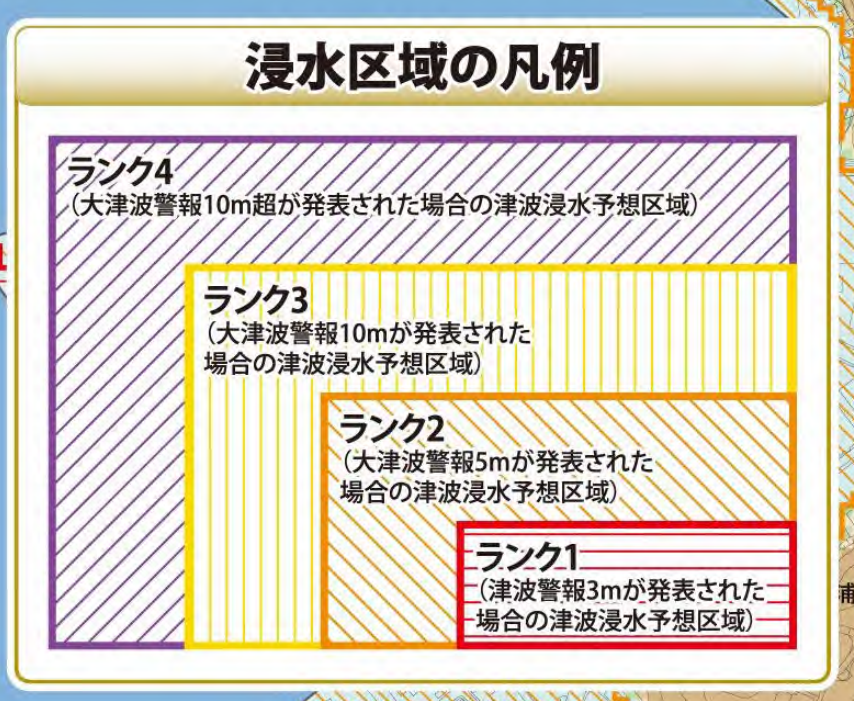 浸水区域の凡例
ランク4
（大津波警報10m超が発表された場合の津波浸水予想区域）
ランク3
（大津波警報10mが発表された
場合の津波浸水予想区域）
ランク2
（大津波警報5mが発表された
場合の津波浸水予想区域）
ランク1
（津波警報3mが発表された
場合の津波浸水予想区域）
浦